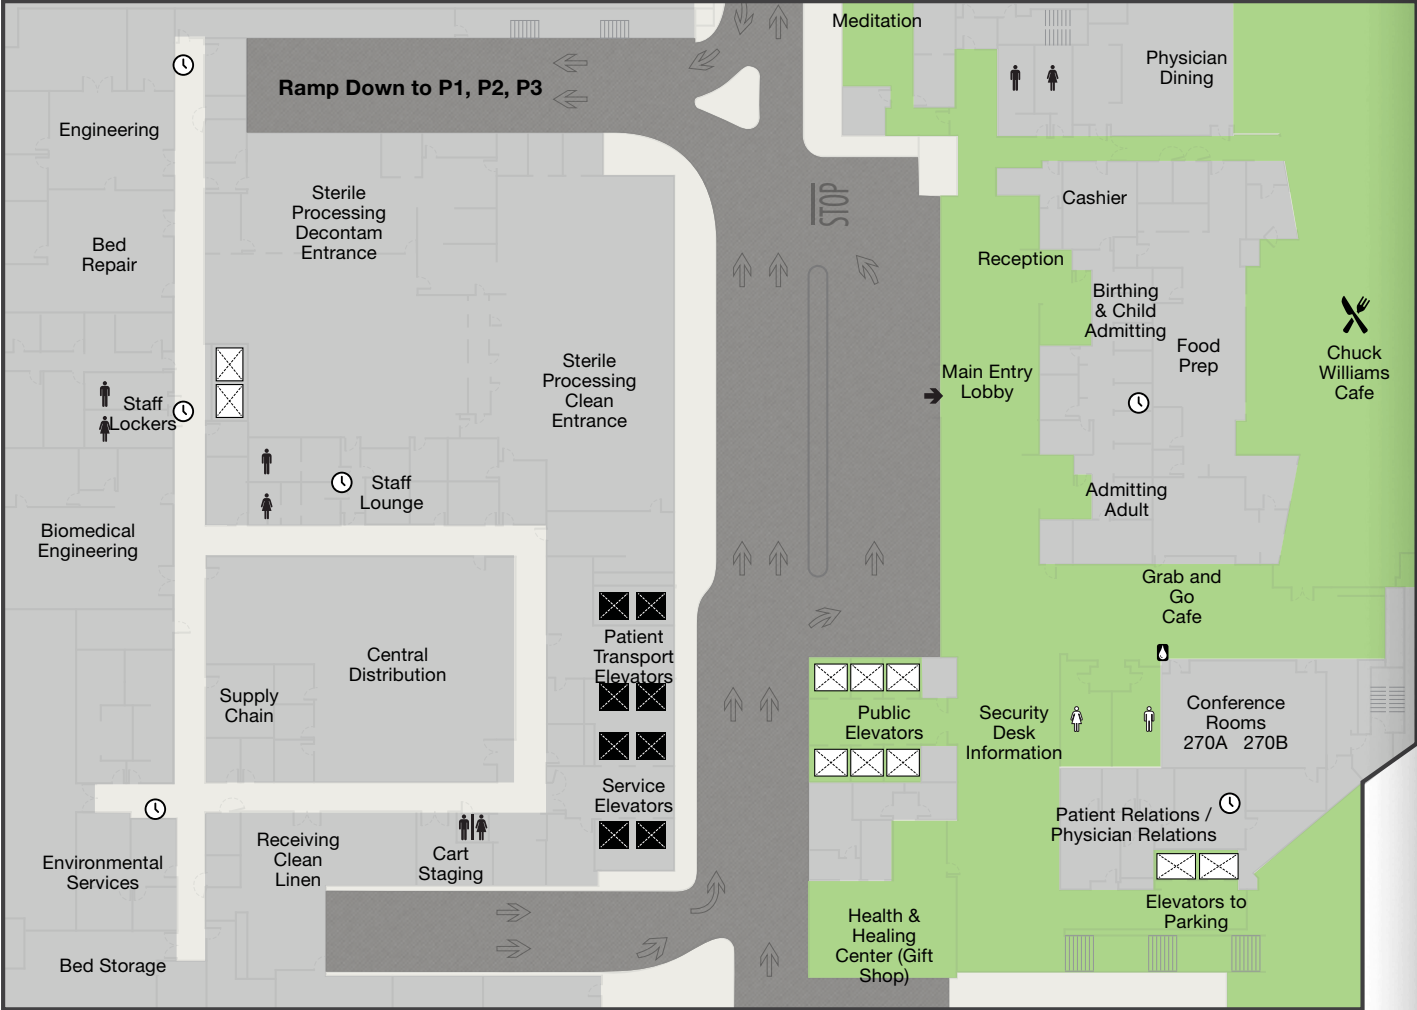 Meditation
Physician
Dining
Ramp Down to P1, P2, P3
Engineering
Sterile
Processing
Decontam
Entrance
STOP
Cashier
Bed
Repair
Reception
Birthing
& Child
Admitting
Food
Prep
Chuck
Williams
Cafe
Sterile
Processing
Clean
Entrance
Main Entry
Lobby
Staff
Lockers
Staff
Lounge
Admitting
Adult
Biomedical
Engineering
Grab and
Go
Cafe
Patient
Transport
Elevators
Central
Distribution
Supply
Chain
Public
Elevators
Security
Desk
Information
Conference
Rooms
270A 270B
Service
Elevators
Patient Relations /
Physician Relations
Receiving
Clean
Linen
Cart
Staging
Environmental
Services
Elevators to
Parking
Health &
Healing
Center (Gift
Shop)
Bed Storage